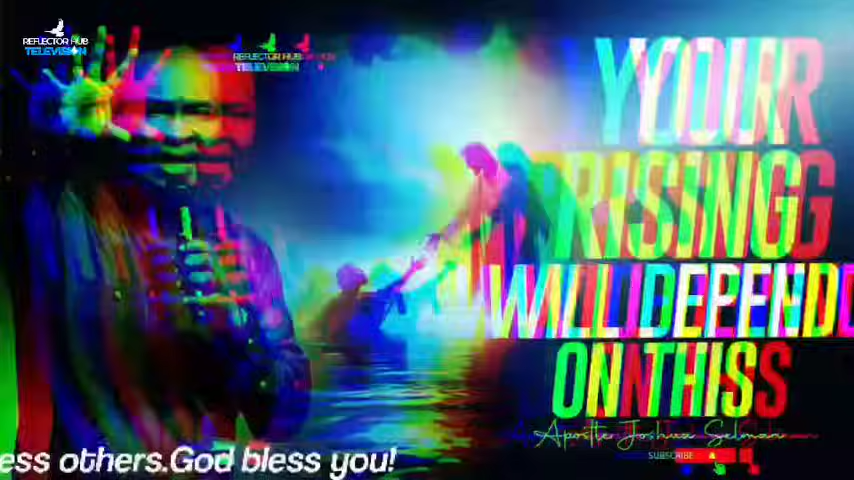 REFLECTOR HUB
TELEVISION
REFLECTOR HUB
TELEVISION
YOUR
RISING
WILL DEPEND
ON THIS
Apostle Joshua Selman
SUBSCRIBE
ess others.God bless you!